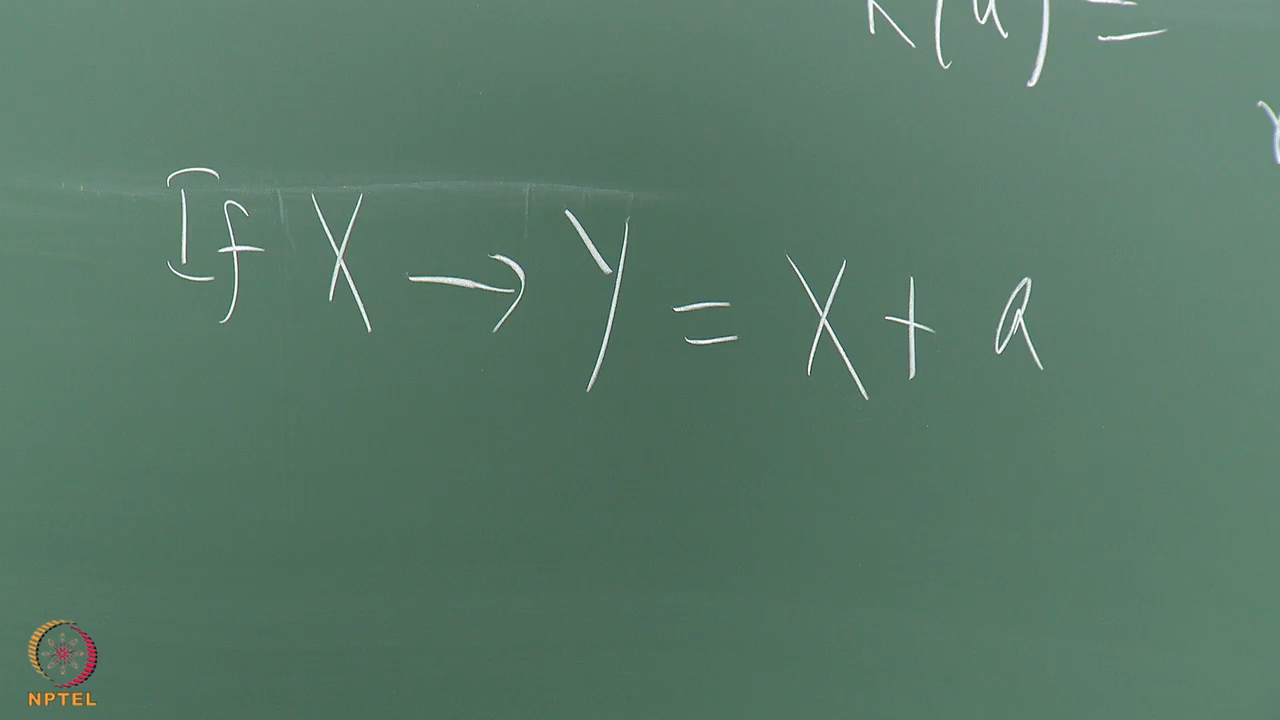 If X → Y = X + a
NPTEL